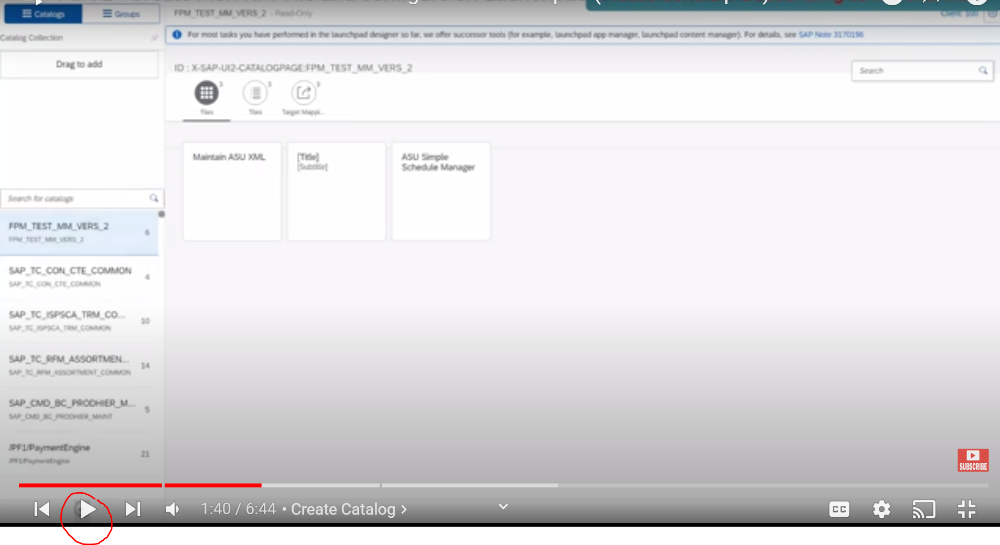 Catalogs
Groups
FPM_TEST_MM_VERS_2 - Read-Only
Client: 100
Catalog Collection
For most tasks you have performed in the launchpad designer so far, we offer successor tools (for example, launchpad app manager, launchpad content manager). For details, see SAP Note 3170196
Drag to add
ID : X-SAP-UI2-CATALOGPAGE:FPM_TEST_MM_VERS_2
Search
3
3
3
Tiles
Tiles
Target Mappi...
Maintain ASU XML
[Title]
[Subtitle]
ASU Simple
Schedule Manager
Search for catalogs
FPM_TEST_MM_VERS_2
6
FPM_TEST_MM_VERS_2
SAP_TC_CON_CTE_COMMON
4
SAP_TC_CON_CTE_COMMON
SAP_TC_ISPSCA_TRM_CO...
10
SAP_TC_ISPSCA_TRM_COMMON
SAP_TC_RFM_ASSORTMEN...
14
SAP_TC_RFM_ASSORTMENT_COMMON
SAP_CMD_BC_PRODHIER_M...
5
SAP_CMD_BC_PRODHIER_MAINT
/PF1/PaymentEngine
21
/PF1/PaymentEngine
SUBSCRIBE
1:40 / 6:44 • Create Catalog >
CC